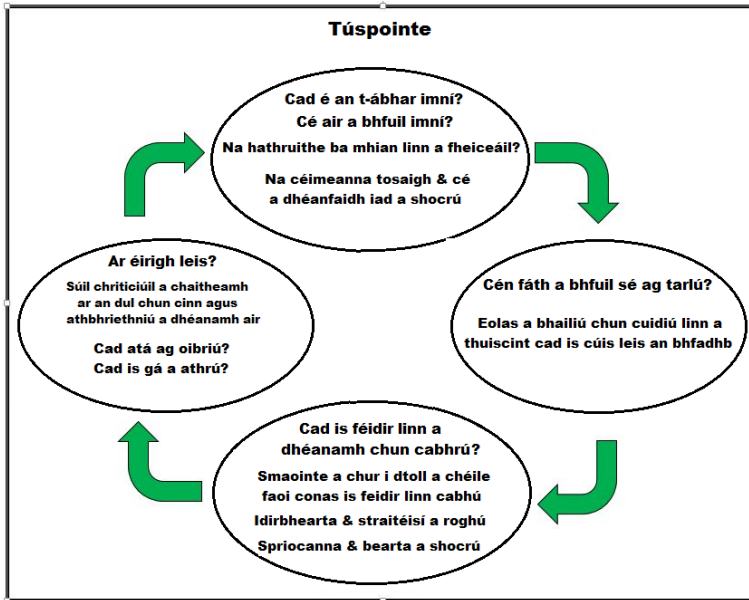 Túspointe
Cad é an t-ábhar imní?
Cé air a bhfuil imní?
Na hathruithe ba mhian linn a fheiceáil?
Na céimeanna tosaigh & cé
a dhéanfaidh iad a shocrú
Cén fáth a bhfuil sé ag tarlú?
Eolas a bhailiú chun cuidiú linn a
thuiscint cad is cúis leis an bhfadhb
Cad is féidir linn a
dhéanamh chun cabhrú?
Smaointe a chur i dtoll a chéile
faoi conas is feidir linn cabhú
Idirbhearta & straitéisí a roghú
Spriocanna & bearta a shocrú
Ar éirigh leis?
Súil chriticiúil a chaitheamh
ar an dul chun cinn agus
athbhriethniú a dhéanamh air
Cad atá ag oibriú?
Cad is gá a athrú?